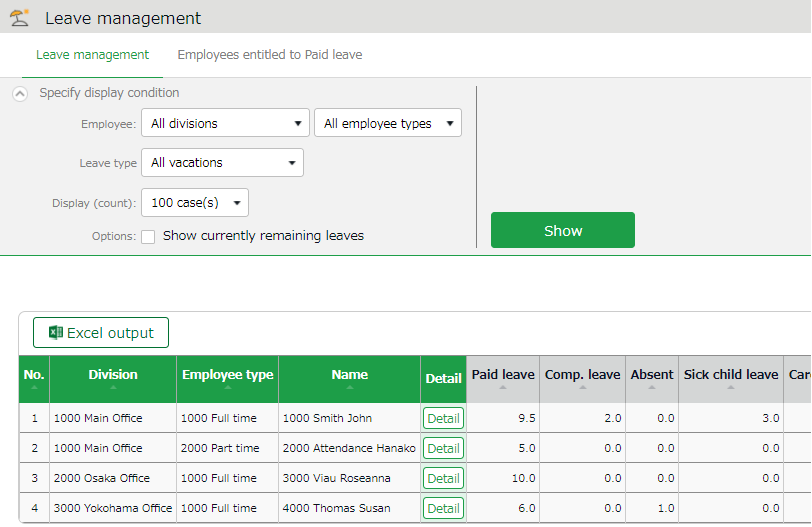 Leave management
Leave management Employees entitled to Paid leave
Specify display condition
Employee: All divisions All employee types
Leave type All vacations
Display (count): 100 case(s)
Options: Show currently remaining leaves
Show
Excel output
No. Division Employee type Name Detail Paid leave Comp. leave Absent Sick child leave Car
1 1000 Main Office 1000 Full time 1000 Smith John Detail 9.5 2.0 0.0 3.0
2 1000 Main Office 2000 Part time 2000 Attendance Hanako Detail 5.0 0.0 0.0 0.0
3 2000 Osaka Office 1000 Full time 3000 Viau Roseanna Detail 10.0 0.0 0.0 0.0
4 3000 Yokohama Office 1000 Full time 4000 Thomas Susan Detail 6.0 0.0 1.0 0.0